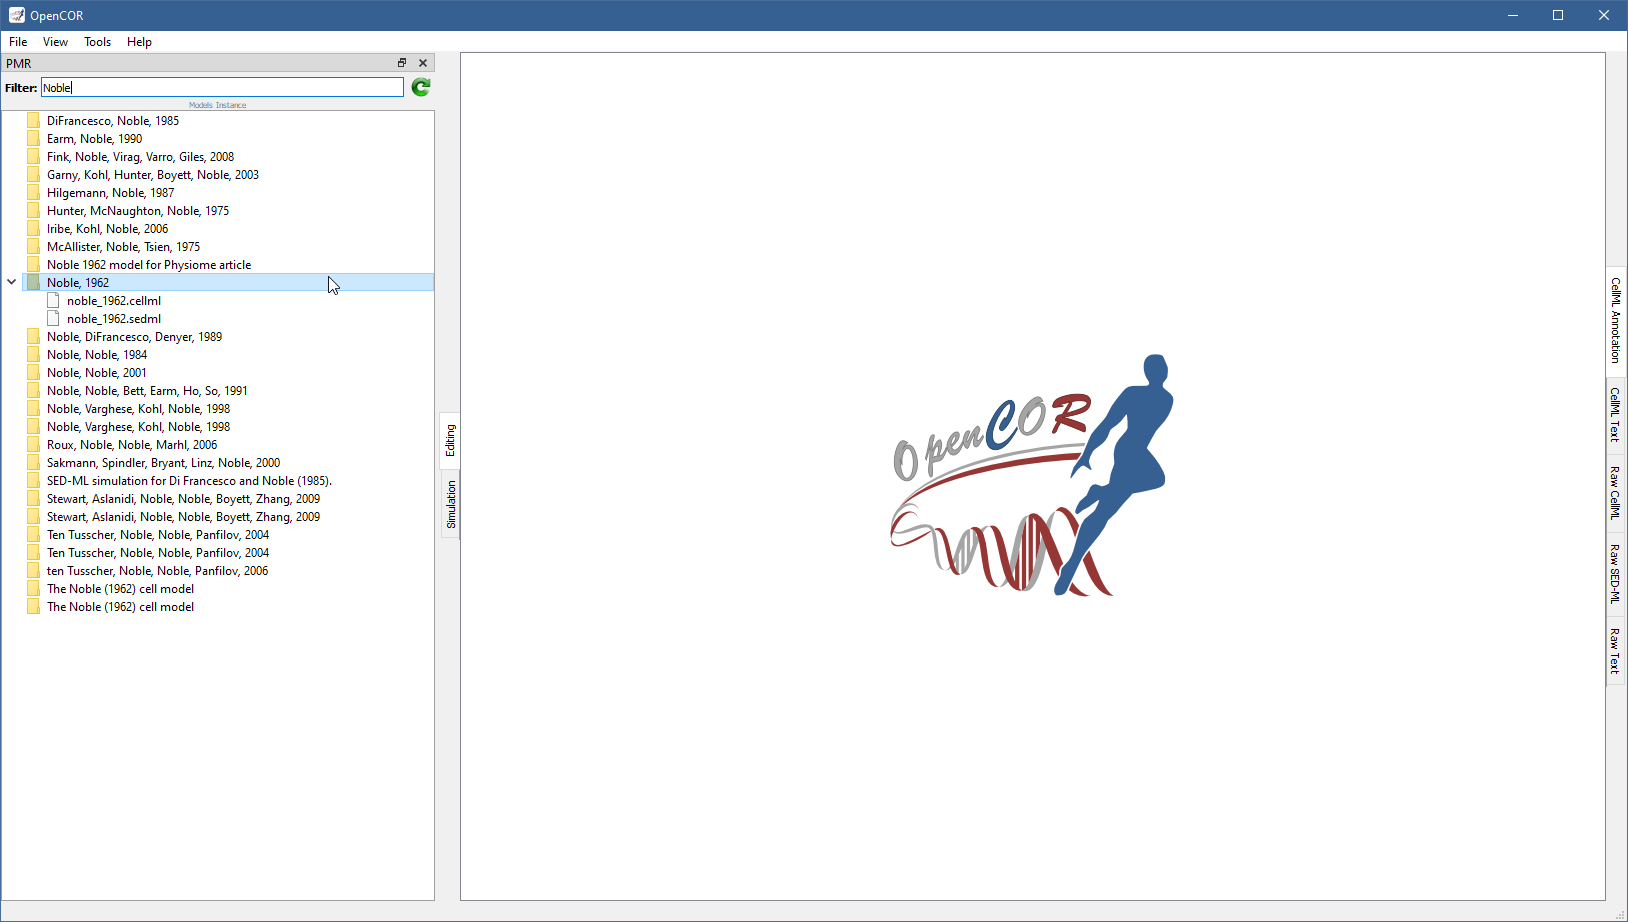 OpenCOR
File View Tools Help
PMR
Filter: Noble
Models Instance
DiFrancesco, Noble, 1985
Earm, Noble, 1990
Fink, Noble, Virag, Varro, Giles, 2008
Garny, Kohl, Hunter, Boyett, Noble, 2003
Hilgemann, Noble, 1987
Hunter, McNaughton, Noble, 1975
Iribe, Kohl, Noble, 2006
McAllister, Noble, Tsien, 1975
Noble 1962 model for Physiome article
Noble, 1962
noble_1962.cellml
noble_1962.sedml
Noble, DiFrancesco, Denyer, 1989
Noble, Noble, 1984
Noble, Noble, 2001
Noble, Noble, Bett, Earm, Ho, So, 1991
Noble, Varghese, Kohl, Noble, 1998
Noble, Varghese, Kohl, Noble, 1998
Roux, Noble, Noble, Marhl, 2006
Sakmann, Spindler, Bryant, Linz, Noble, 2000
SED-ML simulation for Di Francesco and Noble (1985).
Stewart, Aslanidi, Noble, Noble, Boyett, Zhang, 2009
Stewart, Aslanidi, Noble, Noble, Boyett, Zhang, 2009
Ten Tusscher, Noble, Noble, Panfilov, 2004
Ten Tusscher, Noble, Noble, Panfilov, 2004
ten Tusscher, Noble, Noble, Panfilov, 2006
The Noble (1962) cell model
The Noble (1962) cell model
Editing
Simulation
OpenCOR
CellML Annotation
CellML Text
Raw CellML
Raw SED-ML
Raw Text